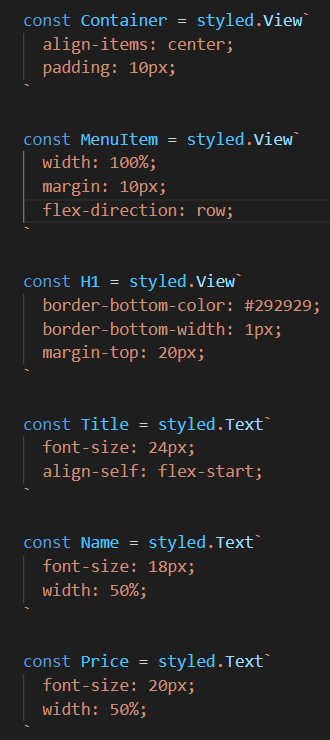 const Container = styled.View`
align-items: center;
padding: 10px;
`
const MenuItem = styled.View`
width: 100%;
margin: 10px;
flex-direction: row;
`
const H1 = styled.View`
border-bottom-color: #292929;
border-bottom-width: 1px;
margin-top: 20px;
`
const Title = styled.Text`
font-size: 24px;
align-self: flex-start;
`
const Name = styled.Text`
font-size: 18px;
width: 50%;
`
const Price = styled.Text`
font-size: 20px;
width: 50%;
`